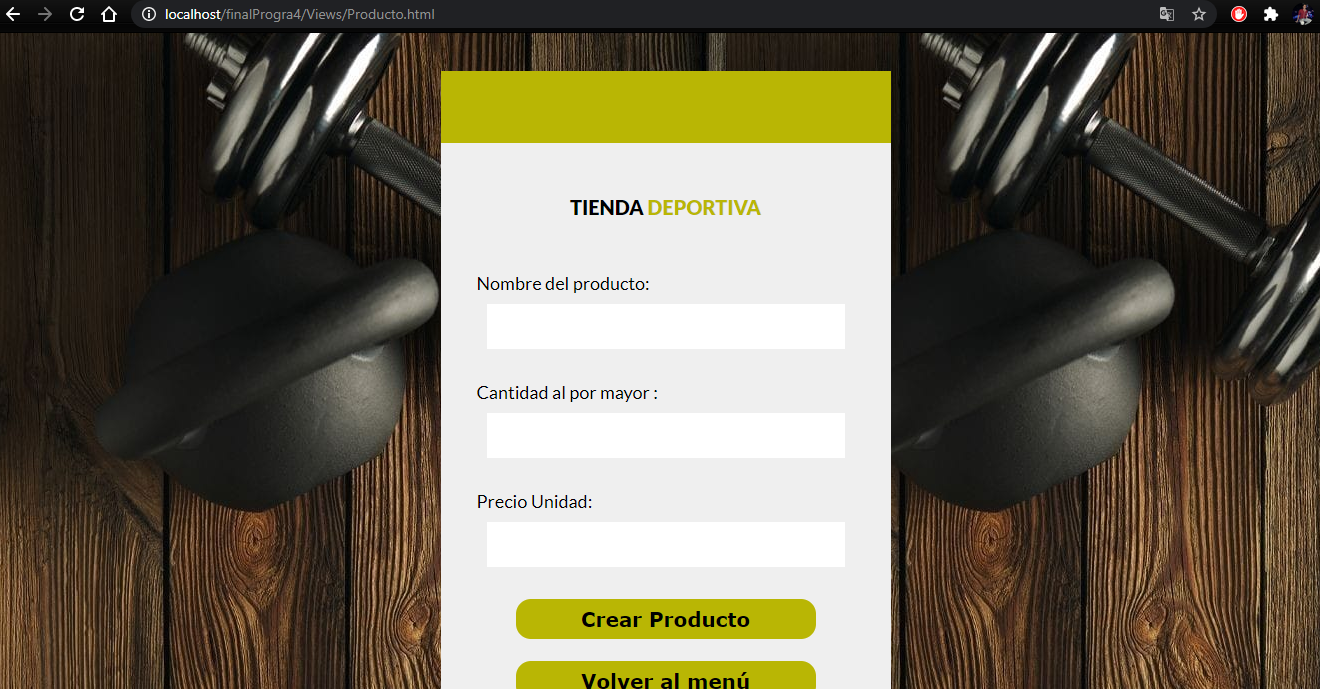 localhost/finalProgra4/Views/Producto.html
TIENDA DEPORTIVA
Nombre del producto:
Cantidad al por mayor :
Precio Unidad:
Crear Producto
Volver al menú